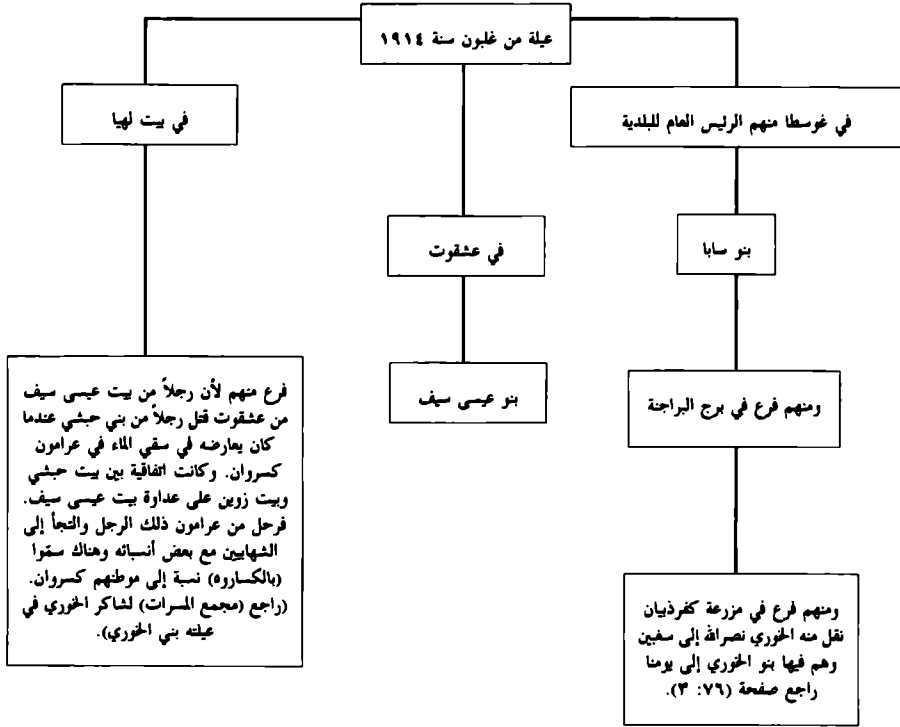 عيلة من غلبون سنة ١٩١٤
في غوسطا منهم الرئيس العام للبلدية
بنو سابا
ومنهم فرع في برج البراجنة
ومنهم فرع في مزرعة كفرذبيان
نقل منه الخوري نصرالله إلى سفبين
وهم فيها بنو الخوري إلى يومنا
راجع صفحة (٧٦: ٣).
في عشقوت
بنو عيسى سيف
في بيت لهيا
فرع منهم لأن رجلاً من بيت عيسى سيف
من عشقوت قتل رجلاً من بني حبشي عندما
كان يعارضه في سقي الماء في عرامون
كسروان. وكانت اتفاقية بين بيت حبشي
وبيت زوين على عداوة بيت عيسى سيف.
فرحل من عرامون ذلك الرجل والتجأ إلى
الشهابيين مع بعض أنسبائه وهناك سمّوا
(بالكساروه) نسبة إلى موطنهم كسروان.
(راجع (مجمع المسرات) لشاكر الخوري في
عيلته بني الخوري).